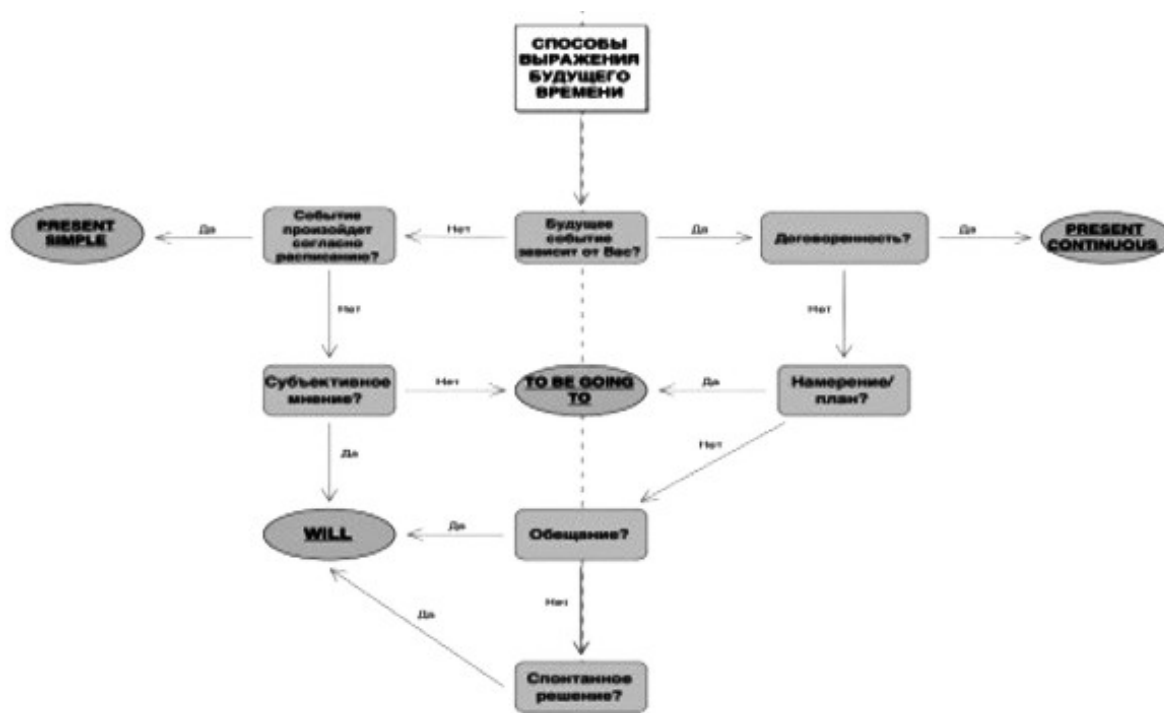 СПОСОБЫ
ВЫРАЖЕНИЯ
БУДУЩЕГО
ВРЕМЕНИ
PRESENT
SIMPLE
Да
Событие
произойдет
согласно
расписанию?
Нет
Будущее
событие
зависит от Вас?
Да
Договоренность?
Да
PRESENT
CONTINUOUS
Нет
Нет
Субъективное
мнение?
Нет
TO BE GOING
TO
Да
Намерение/
план?
Да
Нет
WILL
Да
Обещание?
Нет
Да
Спонтанное
решение?